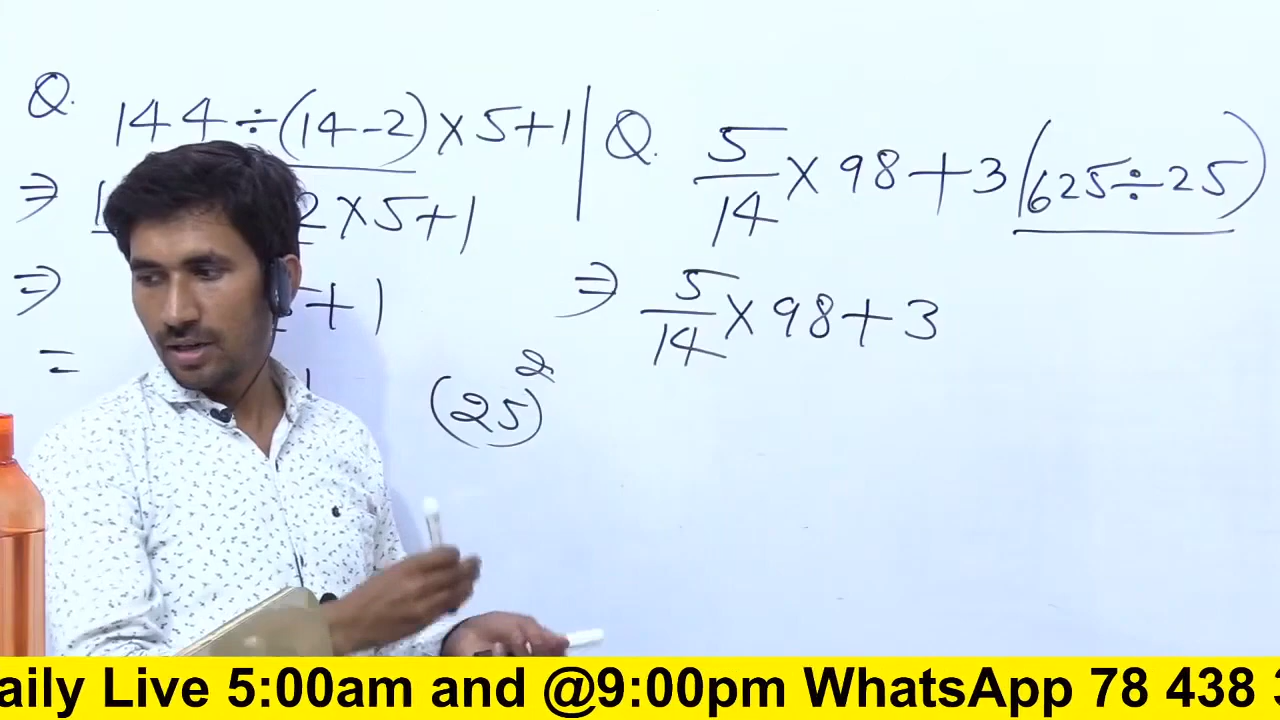 Q. 144÷(14-2)×5+1
⇒ 2×5+1
⇒ +1
=
(25)²
Q. 5/14 × 98+3(625÷25)
⇒ 5/14 × 98+3
aily Live 5:00am and @9:00pm WhatsApp 78 438